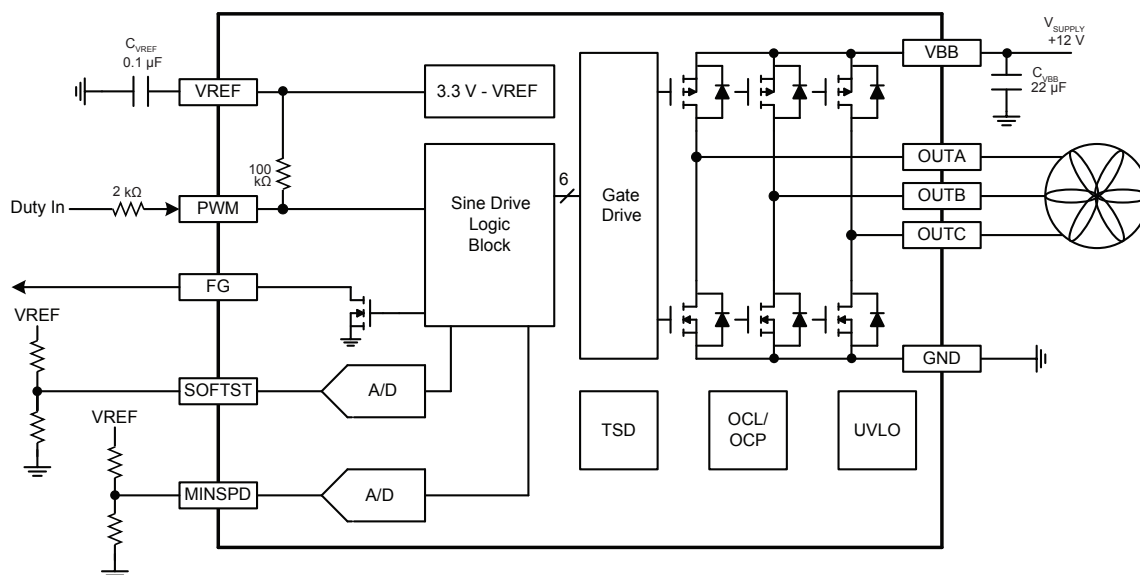 C_VREF
0.1 µF
VREF
3.3 V - VREF
V_SUPPLY
+12 V
VBB
C_VBB
22 µF
100
kΩ
Duty In
2 kΩ
PWM
Sine Drive
Logic
Block
6
Gate
Drive
OUTA
OUTB
OUTC
FG
VREF
SOFTST
A/D
GND
TSD
OCL/
OCP
UVLO
VREF
MINSPD
A/D